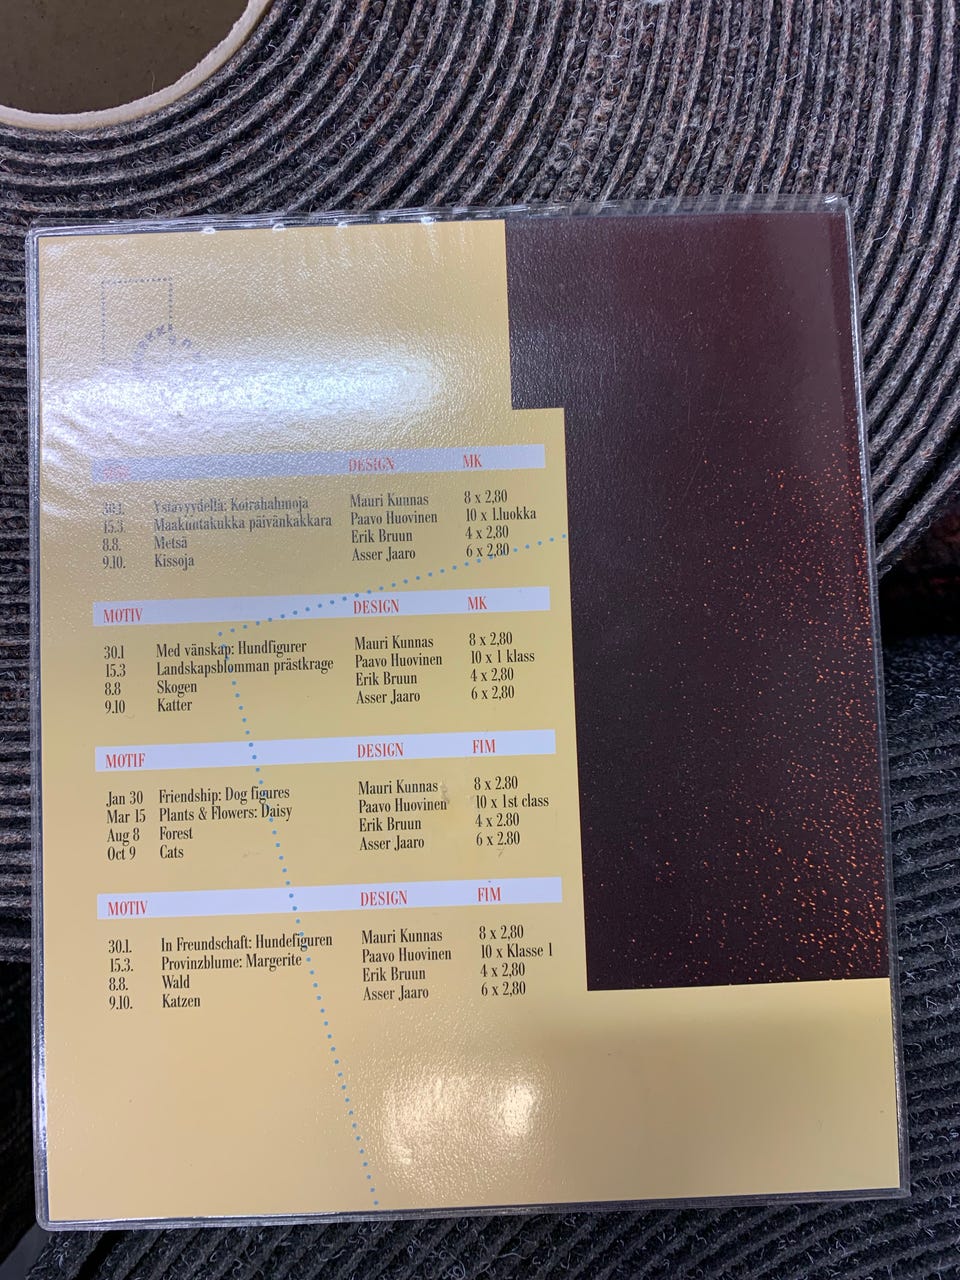 DESIGN MK
30.1. Ystävyydellä: Koirahahmoja Mauri Kunnas 8 x 2,80
15.3. Maakuntakukka päivänkakkara Paavo Huovinen 10 x 1.luokka
8.8. Metsä Erik Bruun 4 x 2,80
9.10. Kissoja Asser Jaaro 6 x 2,80
MOTIV DESIGN MK
30.1 Med vänskap: Hundfigurer Mauri Kunnas 8 x 2,80
15.3 Landskapsblomman prästkrage Paavo Huovinen 10 x 1 klass
8.8 Skogen Erik Bruun 4 x 2,80
9.10 Katter Asser Jaaro 6 x 2,80
MOTIF DESIGN FIM
Jan 30 Friendship: Dog figures Mauri Kunnas 8 x 2.80
Mar 15 Plants & Flowers: Daisy Paavo Huovinen 10 x 1st class
Aug 8 Forest Erik Bruun 4 x 2.80
Oct 9 Cats Asser Jaaro 6 x 2.80
MOTIV DESIGN FIM
30.1. In Freundschaft: Hundefiguren Mauri Kunnas 8 x 2,80
15.3. Provinzblume: Margerite Paavo Huovinen 10 x Klasse 1
8.8. Wald Erik Bruun 4 x 2,80
9.10. Katzen Asser Jaaro 6 x 2,80